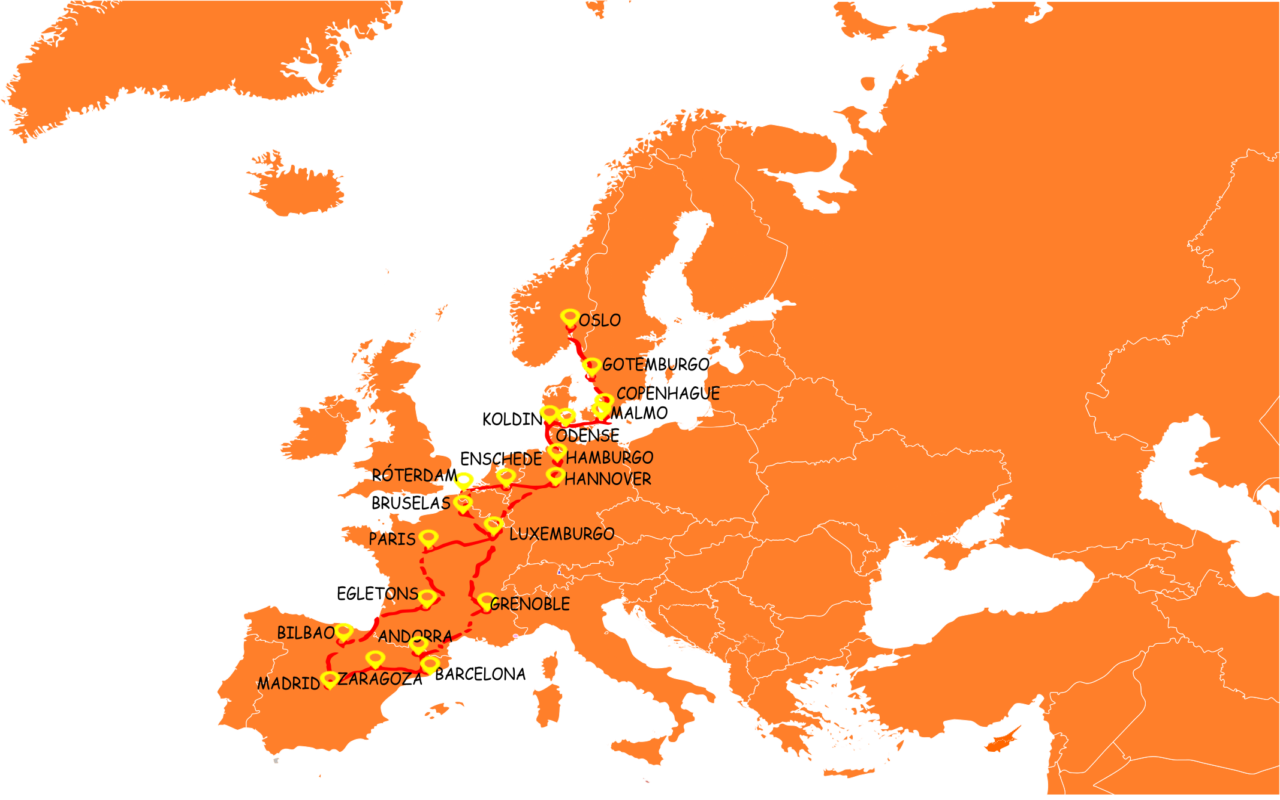 OSLO
GOTEMBURGO
COPENHAGUE
MALMO
KOLDIN
ODENSE
ENSCHEDE
HAMBURGO
RÓTERDAM
HANNOVER
BRUSELAS
LUXEMBURGO
PARIS
EGLETONS
GRENOBLE
BILBAO
ANDORRA
BARCELONA
ZARAGOZA
MADRID